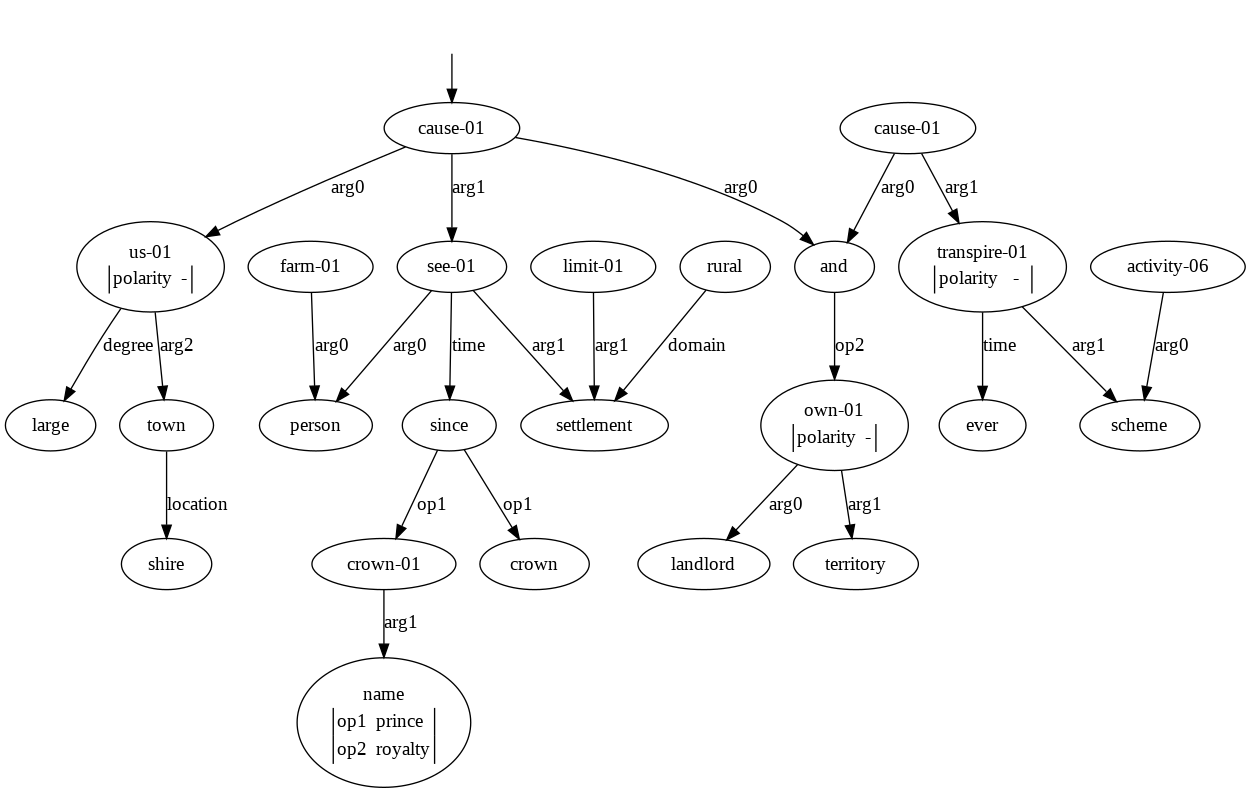 cause-01
cause-01
arg0
arg1
arg0
arg0
arg1
us-01
polarity -
farm-01
see-01
limit-01
rural
and
transpire-01
polarity -
activity-06
degree
arg2
arg0
arg0
time
arg1
arg1
domain
op2
time
arg1
arg0
large
town
person
since
settlement
own-01
polarity -
ever
scheme
location
op1
op1
arg0
arg1
shire
crown-01
crown
landlord
territory
arg1
name
op1 prince
op2 royalty